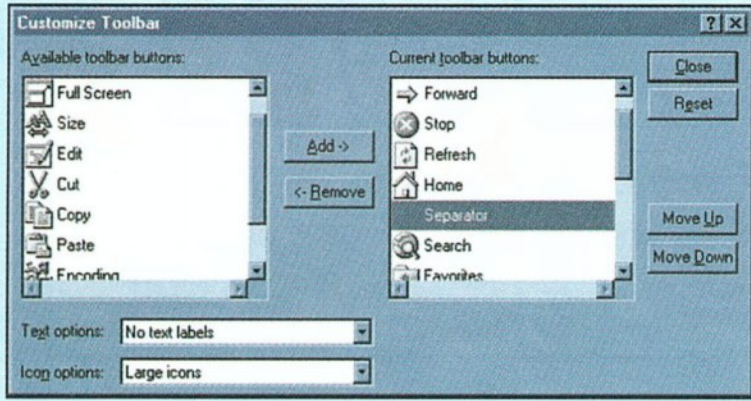 Customize Toolbar
Available toolbar buttons:
Full Screen
Size
Edit
Cut
Copy
Paste
Encoding
Add ->
<- Remove
Current toolbar buttons:
Forward
Stop
Refresh
Home
Separator
Search
Favorites
Close
Reset
Move Up
Move Down
Text options: No text labels
Icon options: Large icons